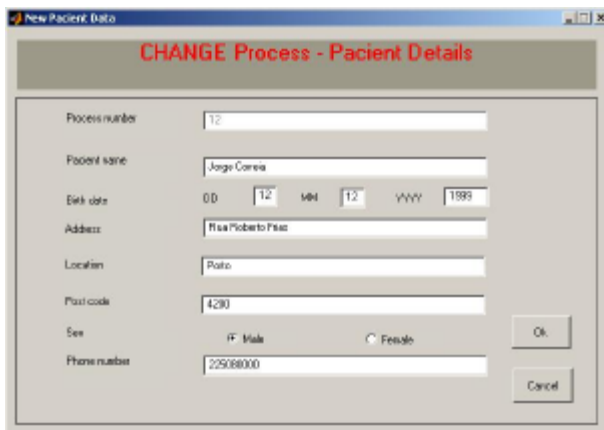 New Pacient Data
CHANGE Process - Pacient Details
Process number 12
Pacient name Jorge Correia
Birth date DD 12 MM 12 YYYY 1999
Address Rua Roberto Frias
Location Porto
Post code 4200
Sex Male Female
Ok
Phone number 225088000
Cancel